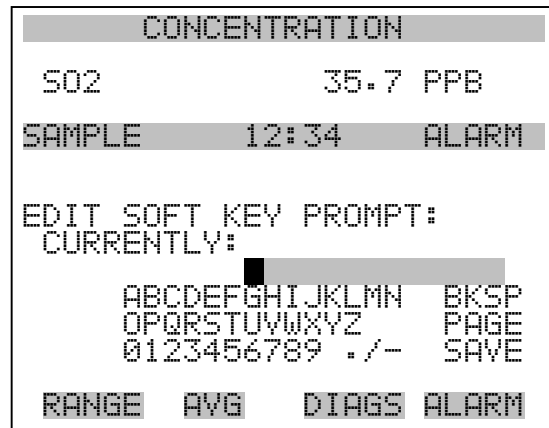 CONCENTRATION
SO2 35.7 PPB
SAMPLE 12:34 ALARM
EDIT SOFT KEY PROMPT:
CURRENTLY:
ABCDEFGHIJKLMN BKSP
OPQRSTUVWXYZ PAGE
0123456789 ./- SAVE
RANGE AVG DIAGS ALARM